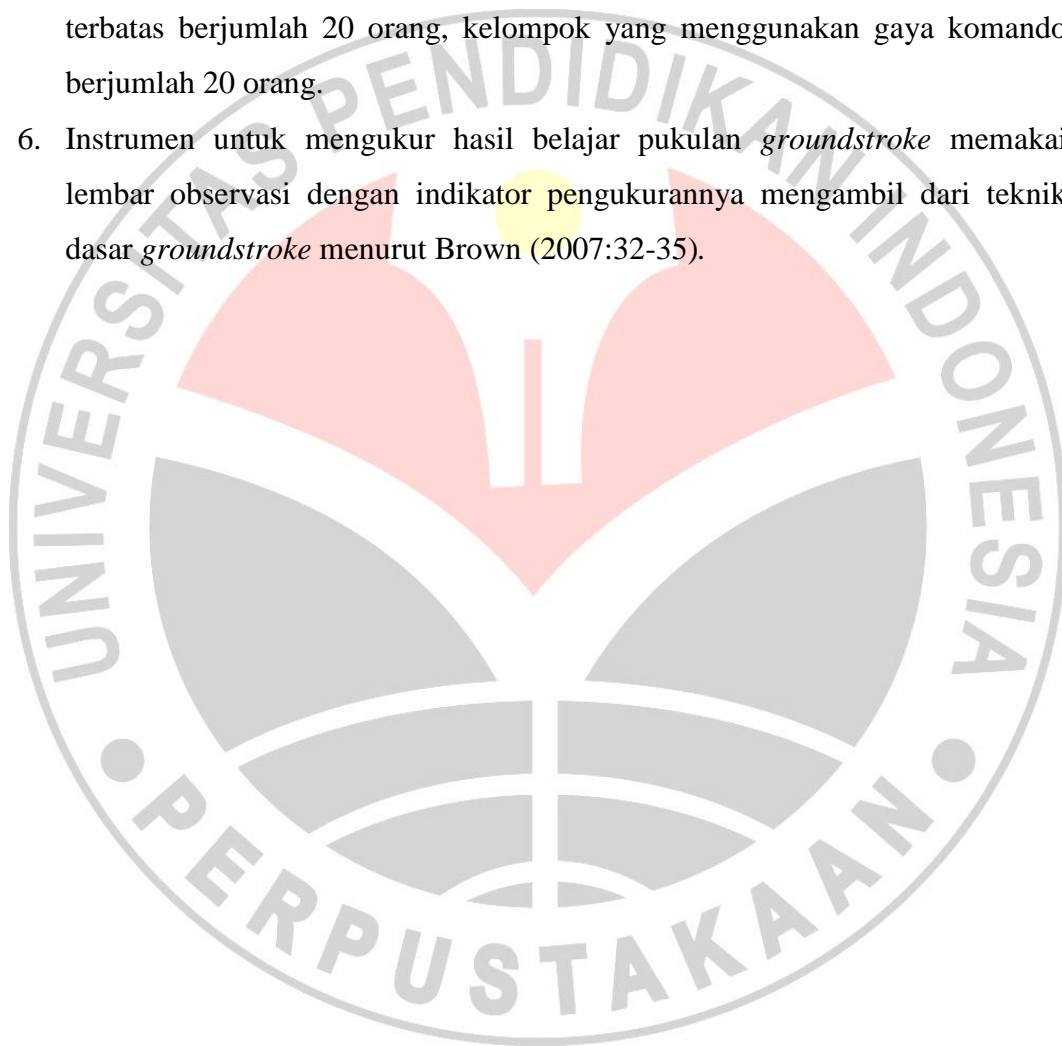 terbatas berjumlah 20 orang, kelompok yang menggunakan gaya komando
berjumlah 20 orang.
6. Instrumen untuk mengukur hasil belajar pukulan groundstroke memakai
lembar observasi dengan indikator pengukurannya mengambil dari teknik
dasar groundstroke menurut Brown (2007:32-35).
UNIVERSITAS PENDIDIKAN INDONESIA
PERPUSTAKAAN